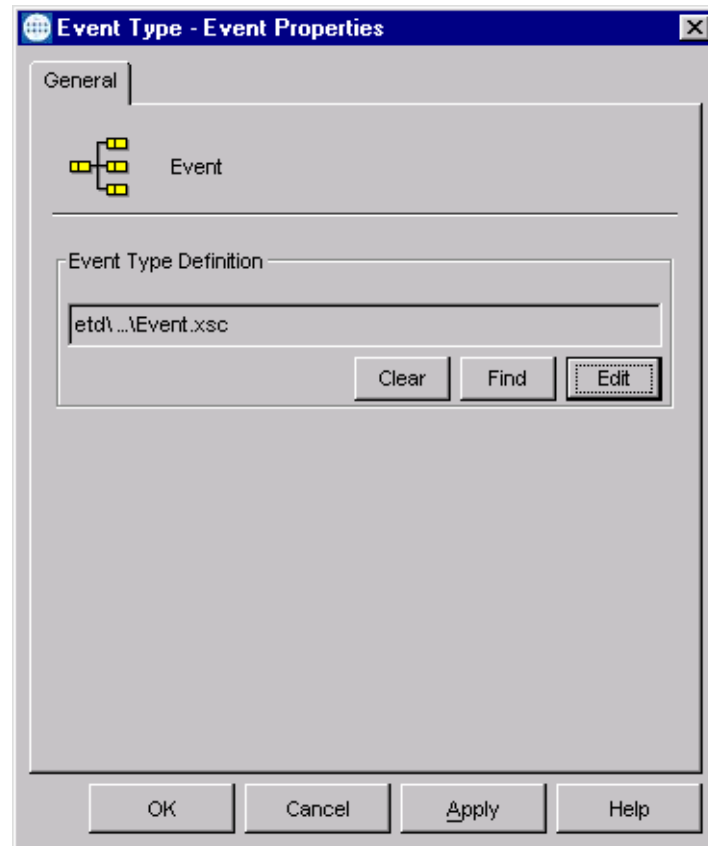 Event Type - Event Properties
General
Event
Event Type Definition
etd\ ...\Event.xsc
Clear Find Edit
OK Cancel Apply Help